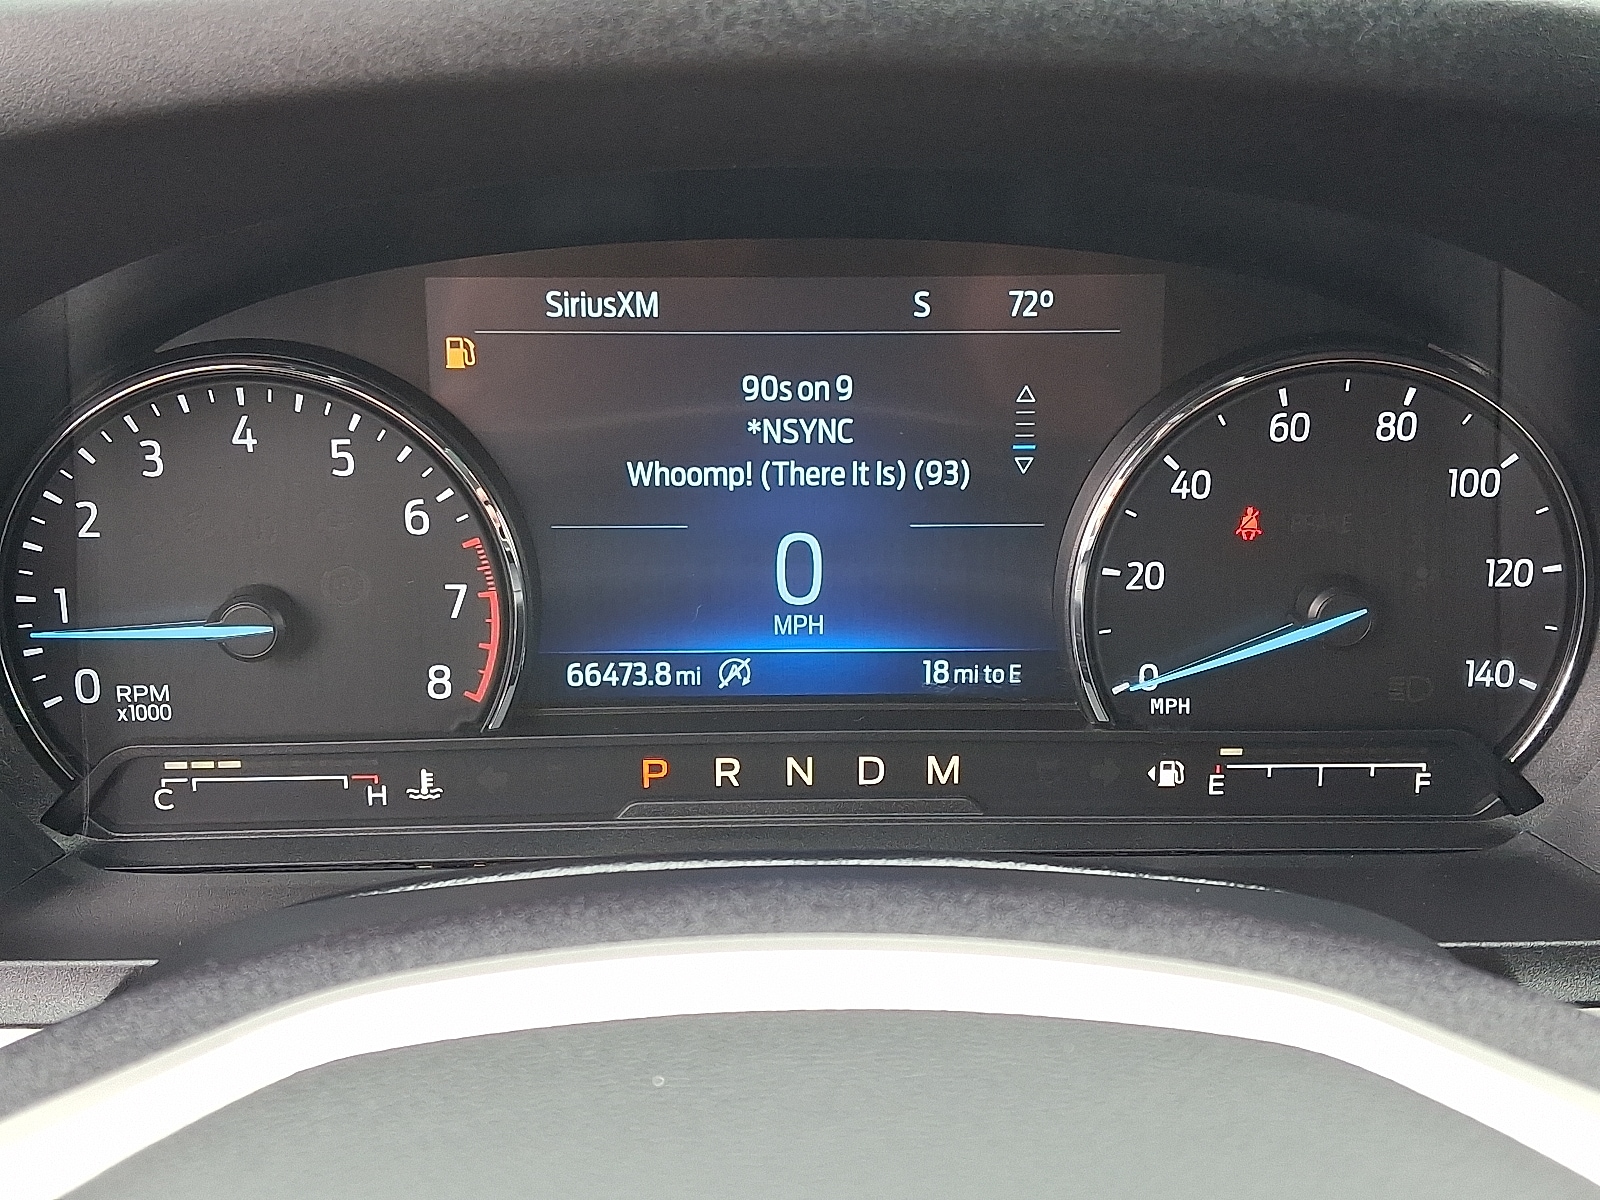 SiriusXM S 72º
90s on 9
*NSYNC
Whoomp! (There It Is) (93)
0
MPH
66473.8 mi 18 mi to E
0 1 2 3 4 5 6 7 8
RPM
x1000
0 20 40 60 80 100 120 140
MPH
BRAKE
C H P R N D M E F